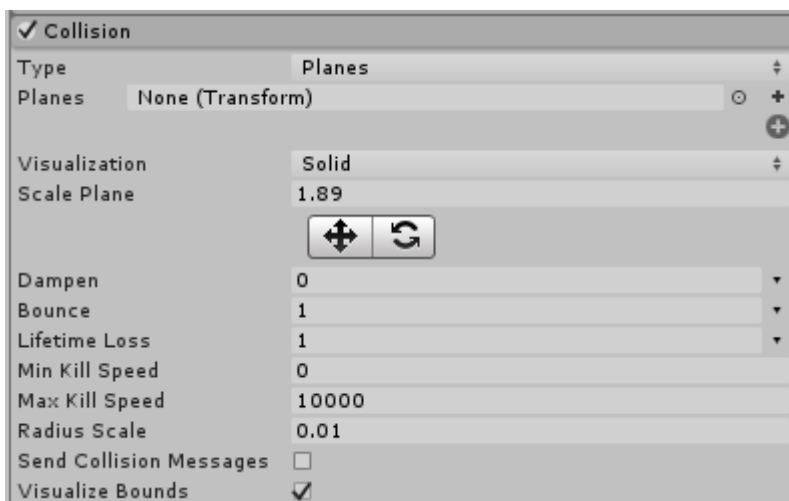 Collision
Type Planes
Planes None (Transform)
Visualization Solid
Scale Plane 1.89
Dampen 0
Bounce 1
Lifetime Loss 1
Min Kill Speed 0
Max Kill Speed 10000
Radius Scale 0.01
Send Collision Messages
Visualize Bounds